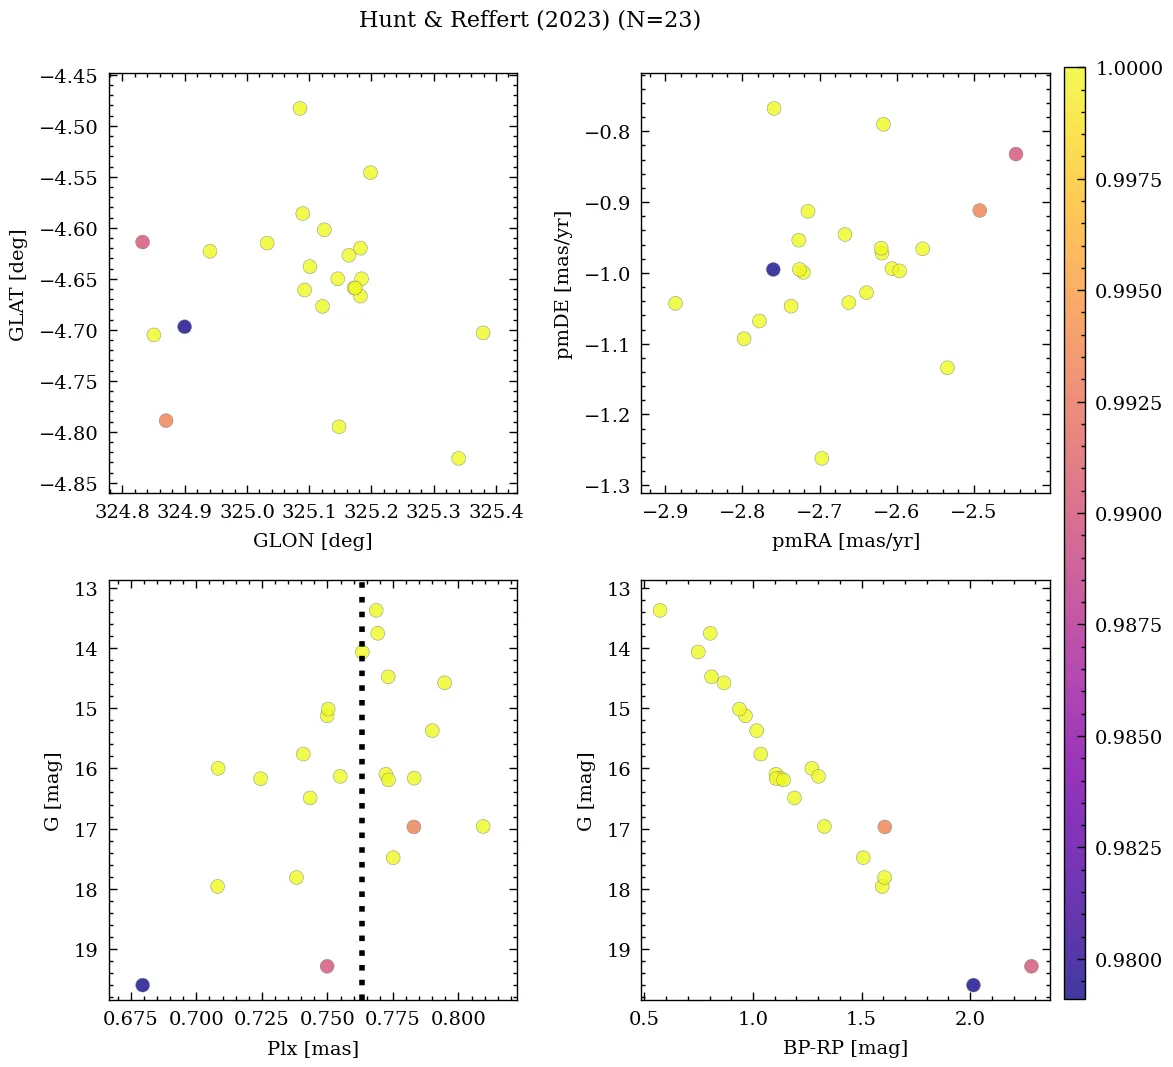 Hunt & Reffert (2023) (N=23)
−4.45
−4.50
−4.55
−4.60
−4.65
−4.70
−4.75
−4.80
−4.85
GLAT [deg]
324.8 324.9 325.0 325.1 325.2 325.3 325.4
GLON [deg]
−0.8
−0.9
−1.0
−1.1
−1.2
−1.3
pmDE [mas/yr]
−2.9 −2.8 −2.7 −2.6 −2.5
pmRA [mas/yr]
13
14
15
16
17
18
19
G [mag]
0.675 0.700 0.725 0.750 0.775 0.800
Plx [mas]
13
14
15
16
17
18
19
G [mag]
0.5 1.0 1.5 2.0
BP-RP [mag]
1.0000
0.9975
0.9950
0.9925
0.9900
0.9875
0.9850
0.9825
0.9800